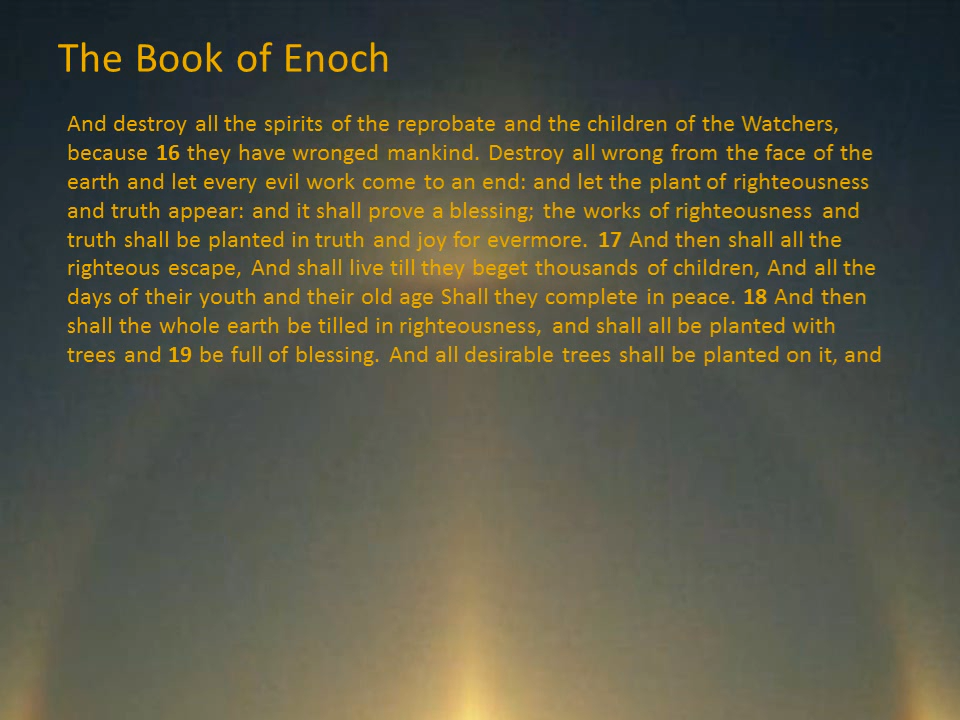 The Book of Enoch
And destroy all the spirits of the reprobate and the children of the Watchers,
because 16 they have wronged mankind. Destroy all wrong from the face of the
earth and let every evil work come to an end: and let the plant of righteousness
and truth appear: and it shall prove a blessing; the works of righteousness and
truth shall be planted in truth and joy for evermore. 17 And then shall all the
righteous escape, And shall live till they beget thousands of children, And all the
days of their youth and their old age Shall they complete in peace. 18 And then
shall the whole earth be tilled in righteousness, and shall all be planted with
trees and 19 be full of blessing. And all desirable trees shall be planted on it, and